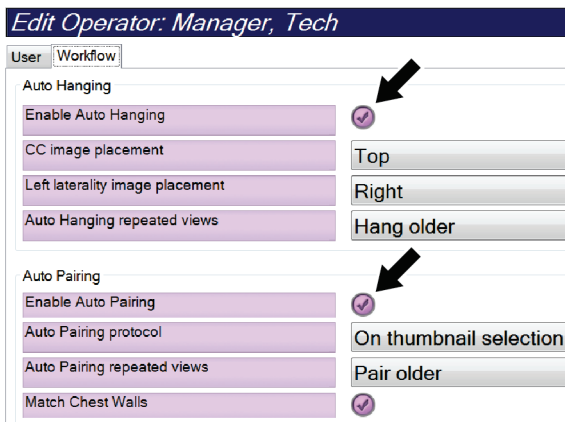 Edit Operator: Manager, Tech
User Workflow
Auto Hanging
Enable Auto Hanging
CC image placement Top
Left laterality image placement Right
Auto Hanging repeated views Hang older
Auto Pairing
Enable Auto Pairing
Auto Pairing protocol On thumbnail selection
Auto Pairing repeated views Pair older
Match Chest Walls